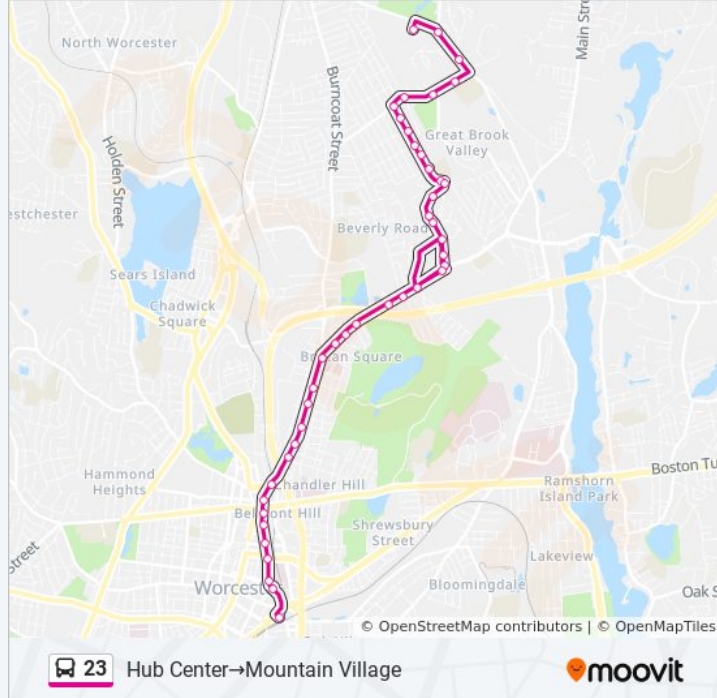 Main Str
North Worcester
Burncoat Street
Great Brook
Valley
Holden Street
estchester
Beverly Road
Sears Island
Chadwick
Square
Brittan Square
Hammond
Heights
Chandler Hill
Boston Tu
Ramshorn
Island Park
H
Belmont Hill
Shrewsbury
Street
Street
Lakeview
Worcest
Bloomingdale
Oak S
© OpenStreetMap contributors | © OpenMapTiles
23 Hub Center→Mountain Village
moovit